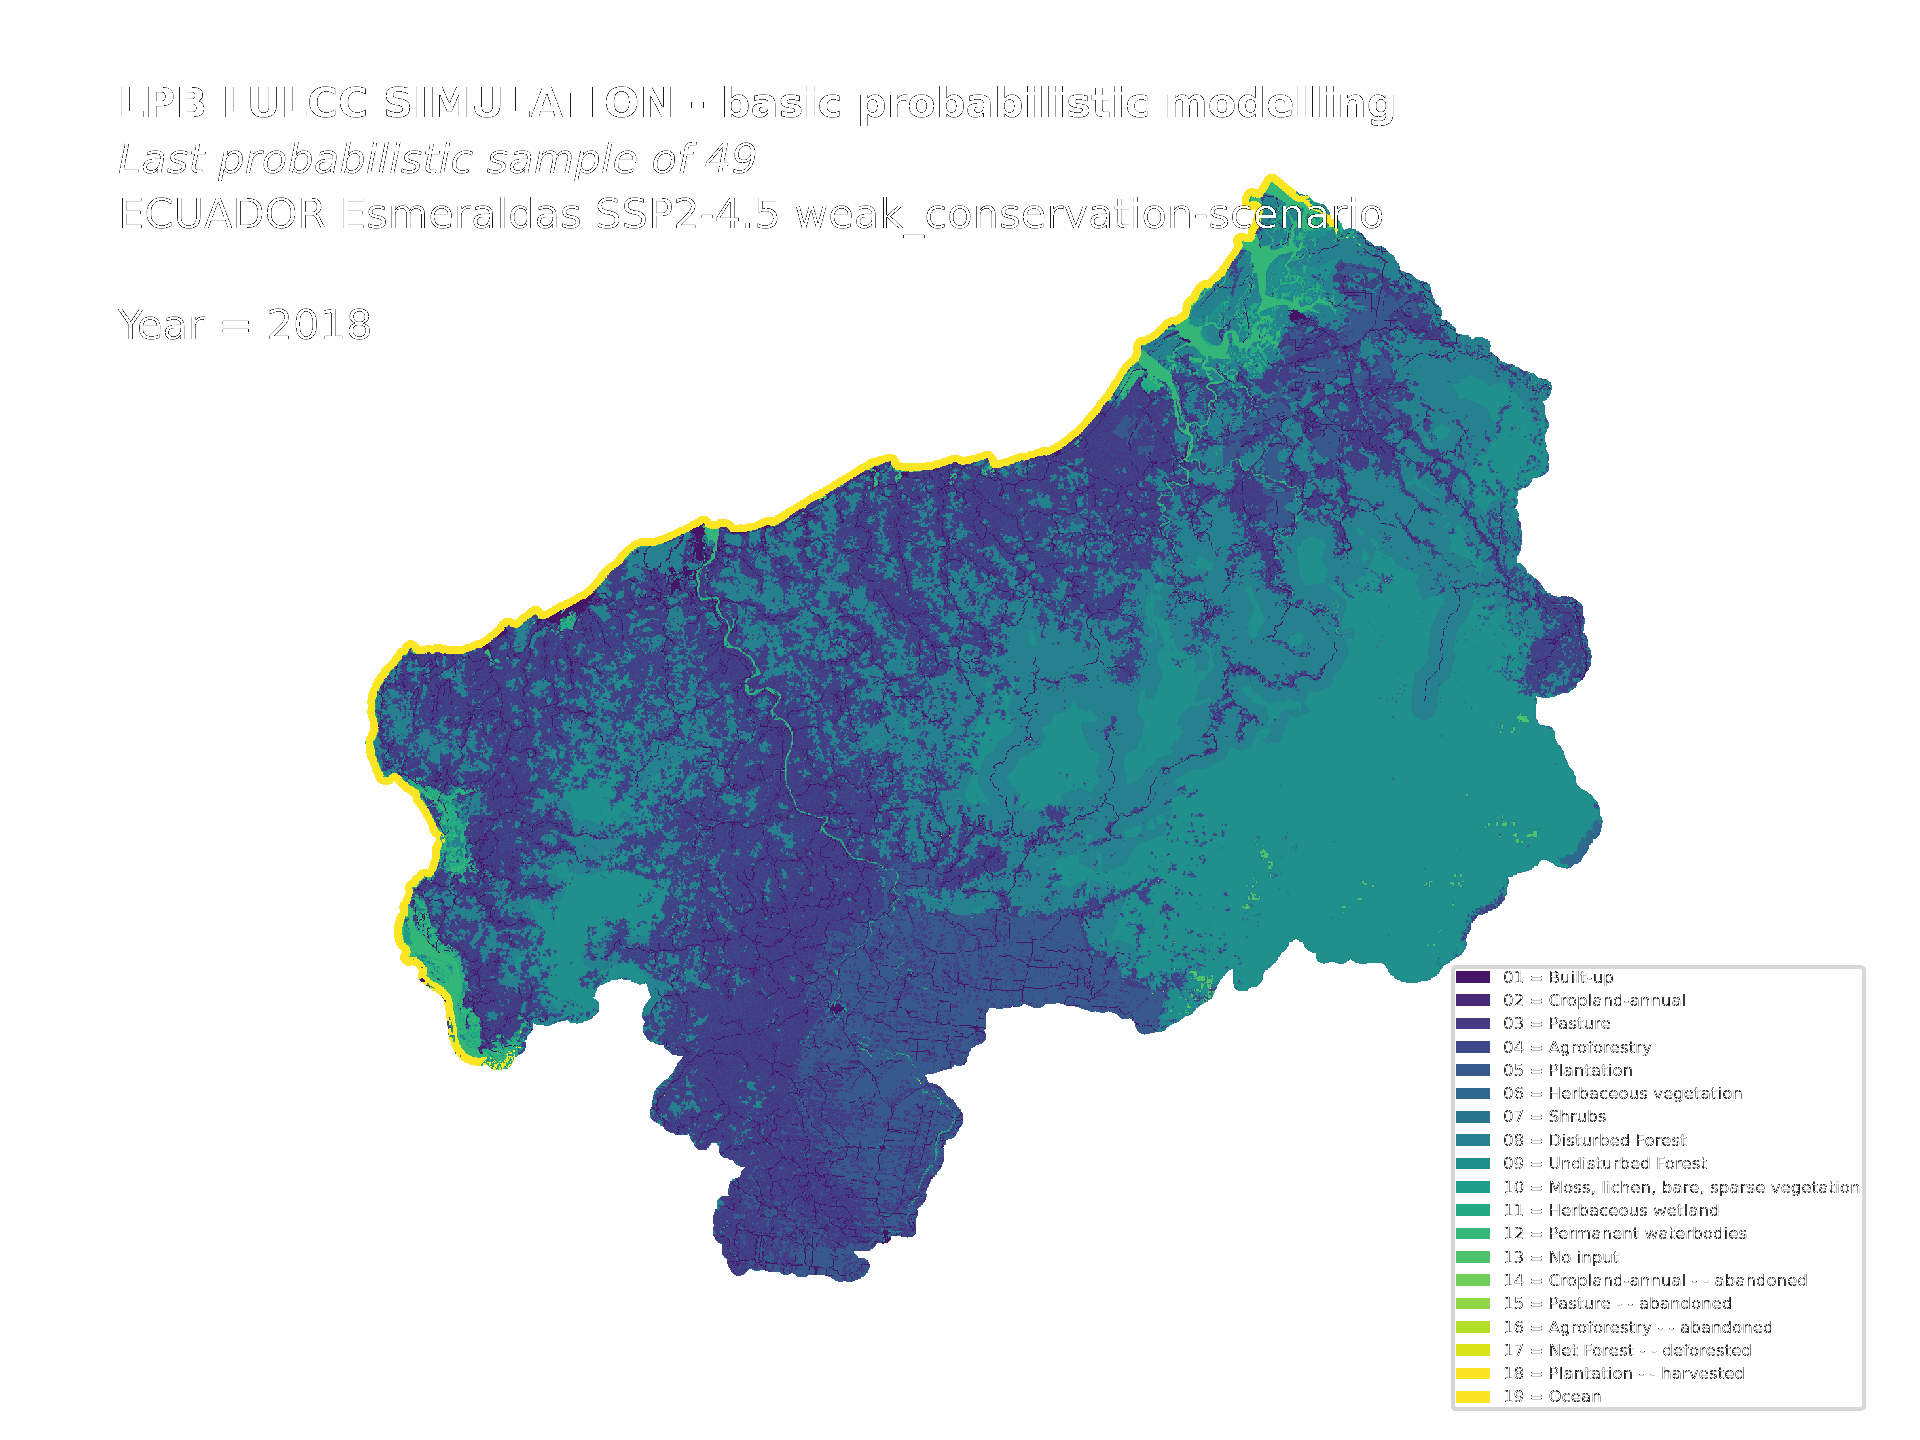 LPB LULCC SIMULATION - basic probabilistic modelling
Last probabilistic sample of 49
ECUADOR Esmeraldas SSP2-4.5 weak_conservation-scenario
Year = 2018
01 = Built-up
02 = Cropland-annual
03 = Pasture
04 = Agroforestry
05 = Plantation
06 = Herbaceous vegetation
07 = Shrubs
08 = Disturbed Forest
09 = Undisturbed Forest
10 = Moss, lichen, bare, sparse vegetation
11 = Herbaceous wetland
12 = Permanent waterbodies
13 = No input
14 = Cropland-annual - - abandoned
15 = Pasture - - abandoned
16 = Agroforestry - - abandoned
17 = Net Forest - - deforested
18 = Plantation - - harvested
19 = Ocean